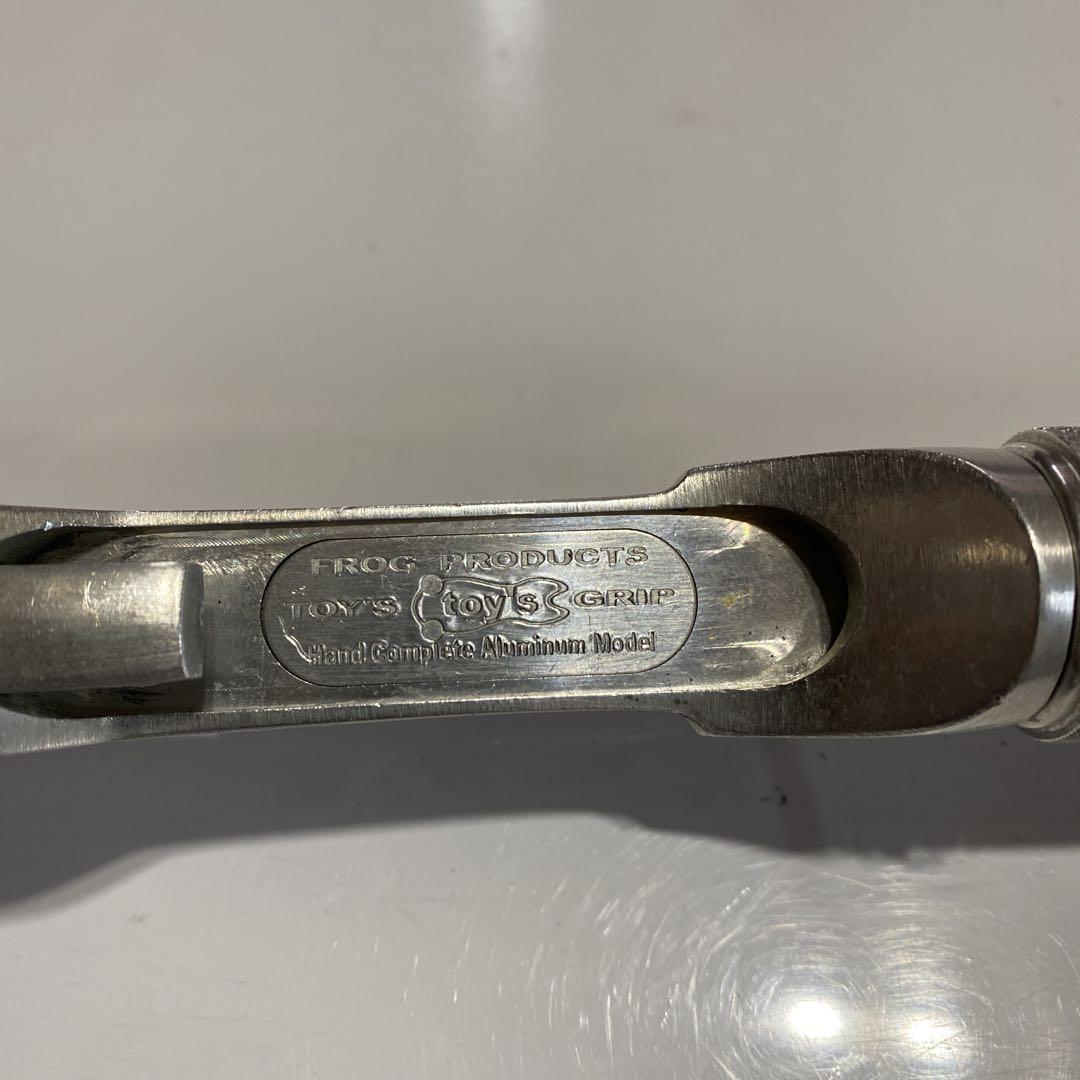 FROG PRODUCTS
TOY'S toy's GRIP
Hand Complete Aluminum Model